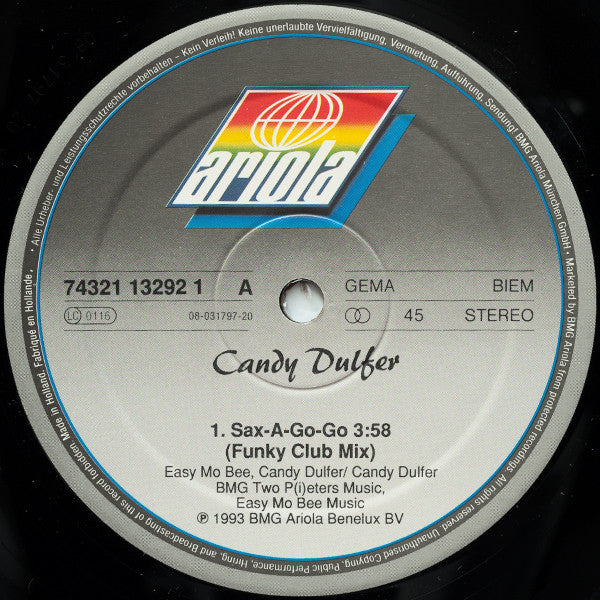 • Alle Urheber- und Leistungsschutzrechte vorbehalten - Kein Verleih! Keine unerlaubte Vervielfältigung, Vermietung, Aufführung, Sendung! BMG Ariola München GmbH •
Marketed by BMG Ariola from protected recordings. All rights reserved. Unauthorised Copying, Public Performance, Hiring, and Broadcasting of this record forbidden. Made in Holland. Fabriqué en Hollande.
ariola
74321 13292 1 A GEMA BIEM
LC 0116 08-031797-20 45 STEREO
Candy Dulfer
1. Sax-A-Go-Go 3:58
(Funky Club Mix)
Easy Mo Bee, Candy Dulfer/ Candy Dulfer
BMG Two P(i)eters Music,
Easy Mo Bee Music
℗ 1993 BMG Ariola Benelux BV